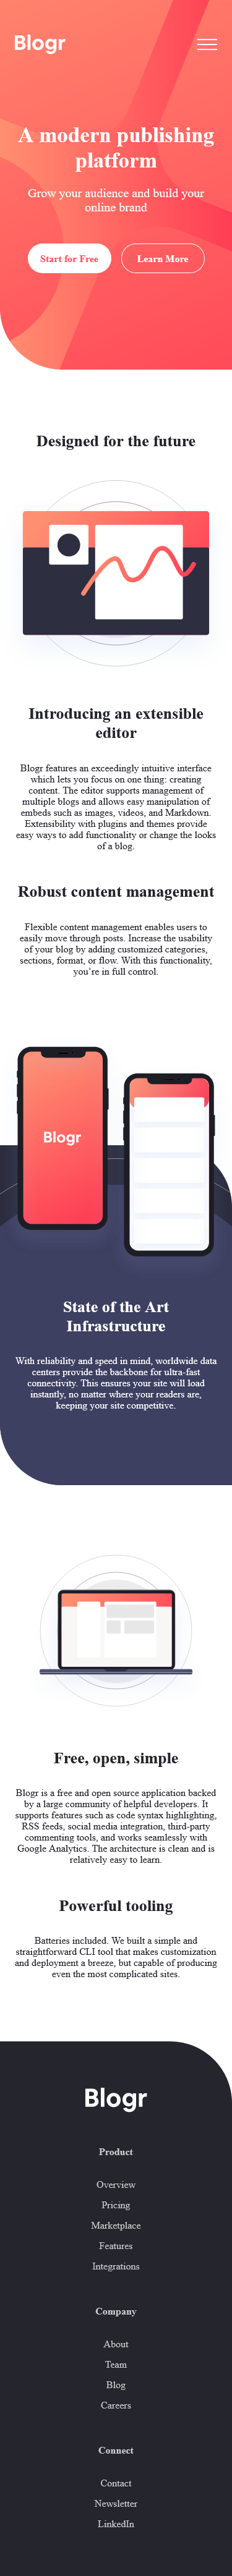 Blogr
A modern publishing
platform
Grow your audience and build your
online brand
Start for Free
Learn More
Designed for the future
Introducing an extensible
editor
Blogr features an exceedingly intuitive interface
which lets you focus on one thing: creating
content. The editor supports management of
multiple blogs and allows easy manipulation of
embeds such as images, videos, and Markdown.
Extensibility with plugins and themes provide
easy ways to add functionality or change the looks
of a blog.
Robust content management
Flexible content management enables users to
easily move through posts. Increase the usability
of your blog by adding customized categories,
sections, format, or flow. With this functionality,
you’re in full control.
Blogr
State of the Art
Infrastructure
With reliability and speed in mind, worldwide data
centers provide the backbone for ultra-fast
connectivity. This ensures your site will load
instantly, no matter where your readers are,
keeping your site competitive.
Free, open, simple
Blogr is a free and open source application backed
by a large community of helpful developers. It
supports features such as code syntax highlighting,
RSS feeds, social media integration, third-party
commenting tools, and works seamlessly with
Google Analytics. The architecture is clean and is
relatively easy to learn.
Powerful tooling
Batteries included. We built a simple and
straightforward CLI tool that makes customization
and deployment a breeze, but capable of producing
even the most complicated sites.
Blogr
Product
Overview
Pricing
Marketplace
Features
Integrations
Company
About
Team
Blog
Careers
Connect
Contact
Newsletter
LinkedIn